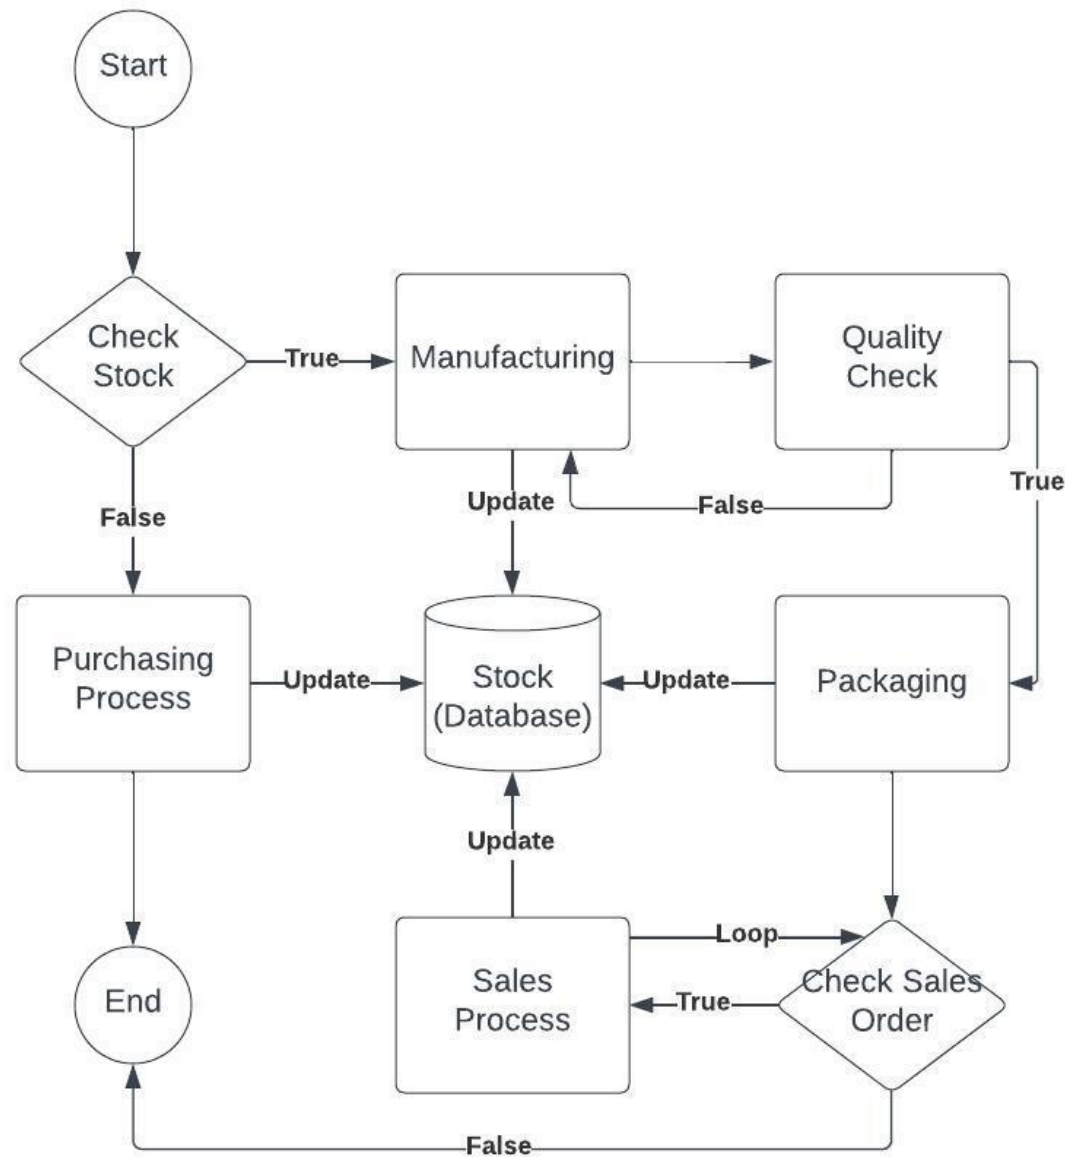 Start
Check
Stock
True
Manufacturing
Quality
Check
False
Update
False
True
Purchasing
Process
Update
Stock
(Database)
Update
Packaging
Update
Sales
Process
Loop
True
Check Sales
Order
End
False